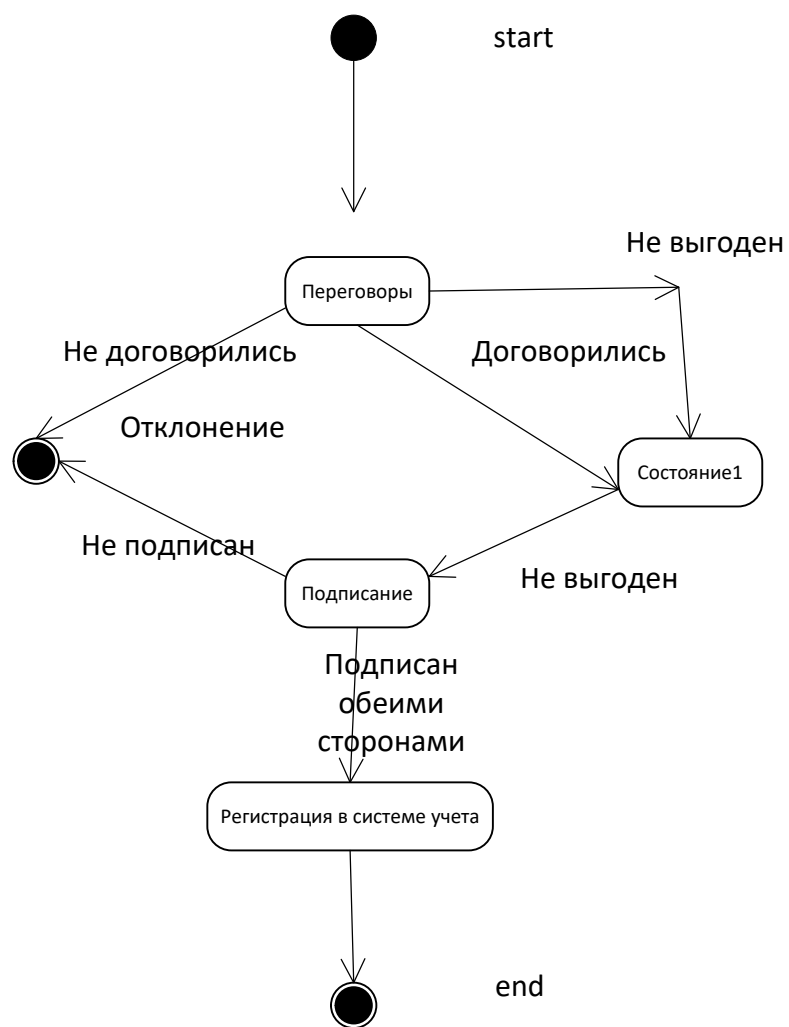 start
Не выгоден
Переговоры
Не договорились
Договорились
Отклонение
Состояние1
Не подписан
Не выгоден
Подписание
Подписан
обеими
сторонами
Регистрация в системе учета
end